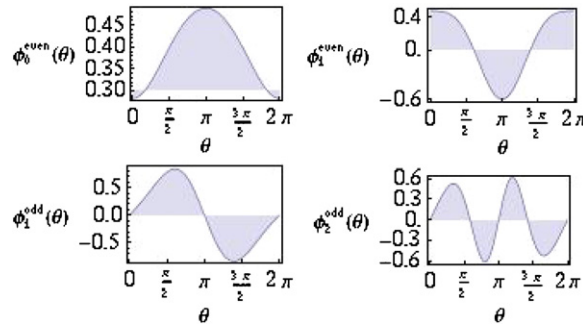 ϕ₀^even(θ)
0.45
0.40
0.35
0.30
0 π/2 π 3π/2 2π
θ
ϕ₁^even(θ)
0.4
0.
-0.6
0 π/2 π 3π/2 2π
θ
ϕ₁^odd(θ)
0.5
0.0
-0.5
0 π/2 π 3π/2 2π
θ
ϕ₂^odd(θ)
0.6
0.3
0.
-0.3
-0.6
0 π/2 π 3π/2 2π
θ